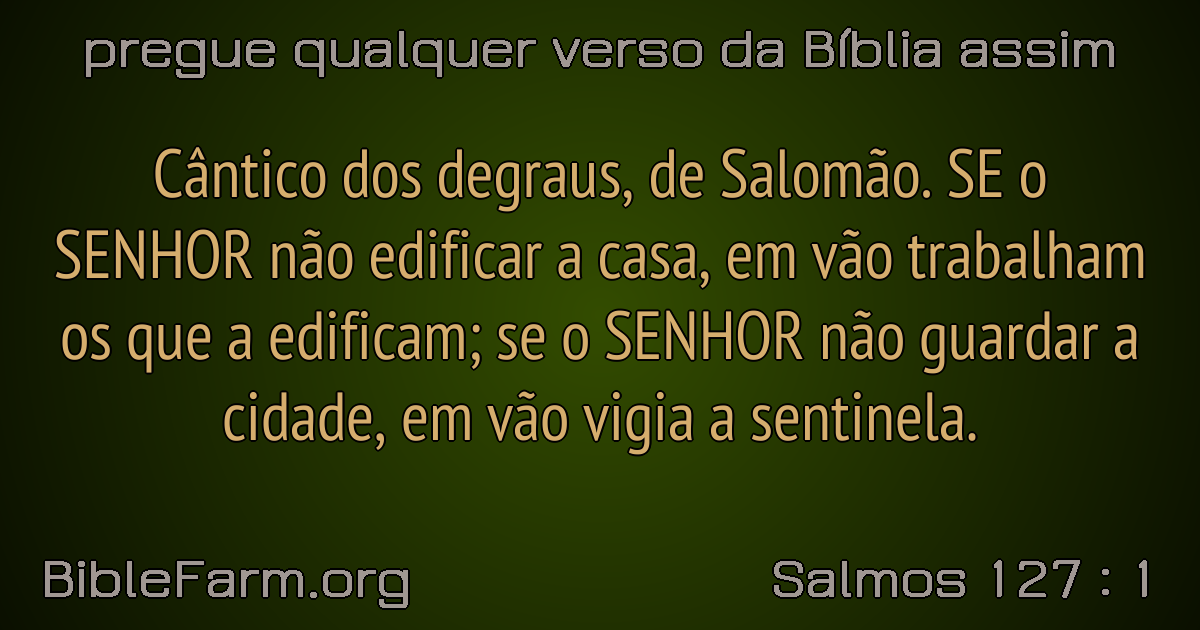 pregue qualquer verso da Bíblia assim
Cântico dos degraus, de Salomão. SE o
SENHOR não edificar a casa, em vão trabalham
os que a edificam; se o SENHOR não guardar a
cidade, em vão vigia a sentinela.
BibleFarm.org
Salmos 127 : 1